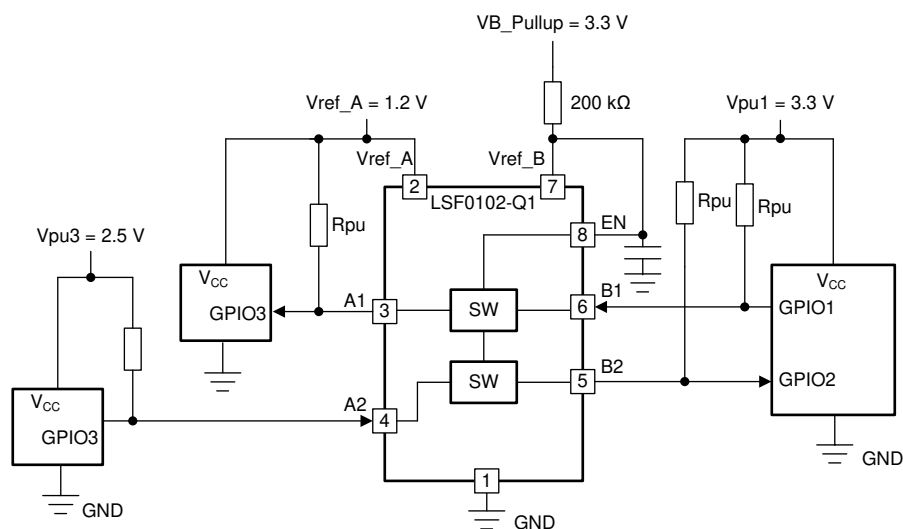 VB_Pullup = 3.3 V
200 kΩ
Vref_A = 1.2 V
Vpu1 = 3.3 V
Vref_A
Vref_B
2
7
LSF0102-Q1
EN
8
Rpu
Rpu
Rpu
Vpu3 = 2.5 V
VCC
GPIO3
A1
3
SW
6
B1
VCC
GPIO1
SW
5
B2
GPIO2
VCC
GPIO3
A2
4
GND
1
GND
GND